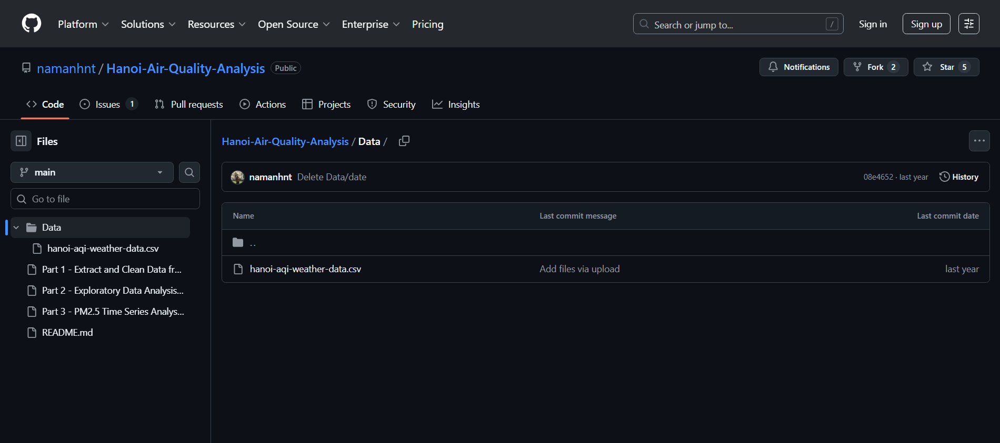 Platform Solutions Resources Open Source Enterprise Pricing Search or jump to... / Sign in Sign up
namanhnt / Hanoi-Air-Quality-Analysis Public Notifications Fork 2 Star 5
Code Issues 1 Pull requests Actions Projects Security Insights
Files
main
Go to file
Data
hanoi-aqi-weather-data.csv
Part 1 - Extract and Clean Data fr...
Part 2 - Exploratory Data Analysis...
Part 3 - PM2.5 Time Series Analys...
README.md
Hanoi-Air-Quality-Analysis / Data /
namanhnt Delete Data/date 08e4652 · last year History
Name Last commit message Last commit date
..
hanoi-aqi-weather-data.csv Add files via upload last year